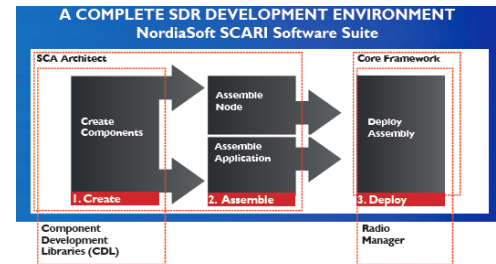 A COMPLETE SDR DEVELOPMENT ENVIRONMENT
NordiaSoft SCARI Software Suite
SCA Architect
Core Framework
Create
Components
1. Create
Assemble
Node
Assemble
Application
2. Assemble
Deploy
Assembly
3. Deploy
Component
Development
Libraries (CDL)
Radio
Manager